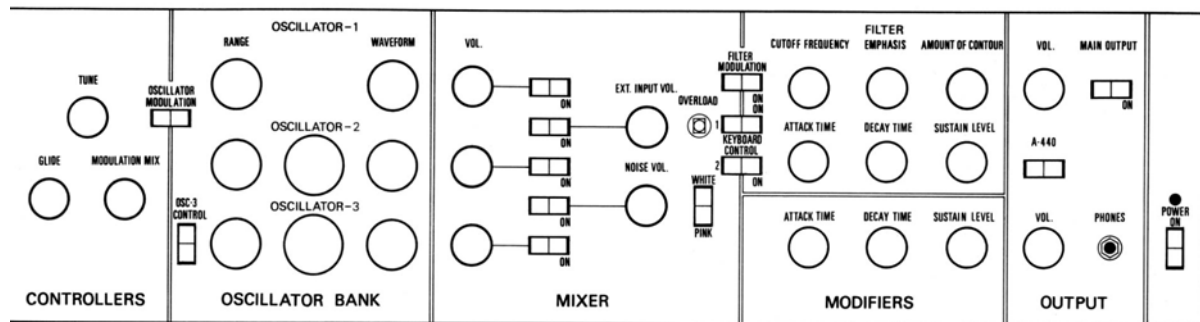 TUNE
GLIDE
MODULATION MIX
CONTROLLERS
OSCILLATOR
MODULATION
OSC-3
CONTROL
OSCILLATOR-1
RANGE
WAVEFORM
OSCILLATOR-2
OSCILLATOR-3
OSCILLATOR BANK
VOL.
ON
ON
ON
ON
ON
EXT. INPUT VOL.
OVERLOAD
NOISE VOL.
WHITE
PINK
MIXER
FILTER
MODULATION
ON
ON
1
KEYBOARD
CONTROL
2
ON
FILTER
CUTOFF FREQUENCY
EMPHASIS
AMOUNT OF CONTOUR
ATTACK TIME
DECAY TIME
SUSTAIN LEVEL
ATTACK TIME
DECAY TIME
SUSTAIN LEVEL
MODIFIERS
VOL.
MAIN OUTPUT
ON
A-440
VOL.
PHONES
OUTPUT
POWER
ON